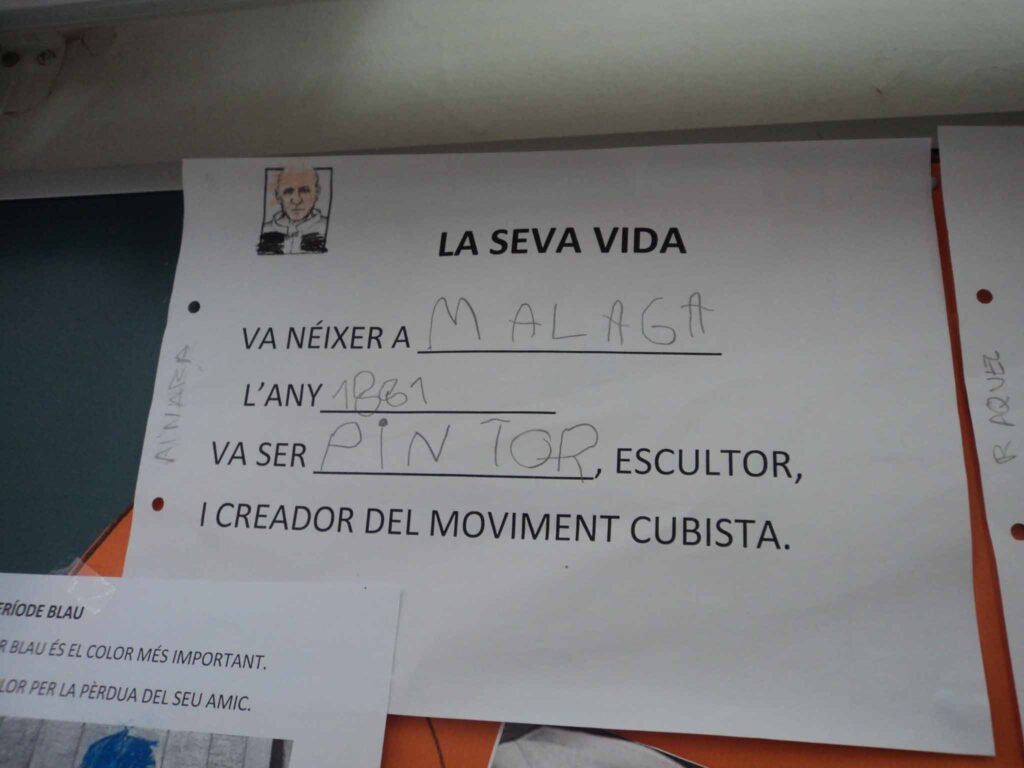 LA SEVA VIDA
VA NÉIXER A MALAGA
L'ANY 1881
VA SER PINTOR, ESCULTOR,
I CREADOR DEL MOVIMENT CUBISTA.
AINARA
RAQUEL
ERÍODE BLAU
R BLAU ÉS EL COLOR MÉS IMPORTANT.
LOR PER LA PÈRDUA DEL SEU AMIC.